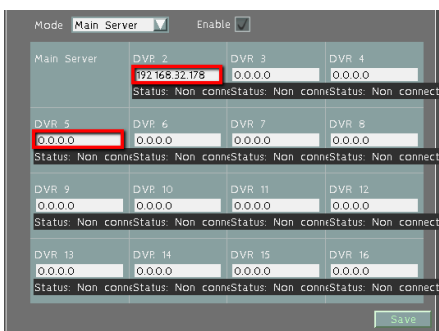 Mode Main Server Enable
Main Server DVR 2 DVR 3 DVR 4
192.168.32.178 0.0.0.0 0.0.0.0
Status: Non conne Status: Non conne Status: Non connect
DVR 5 DVR 6 DVR 7 DVR 8
0.0.0.0 0.0.0.0 0.0.0.0 0.0.0.0
Status: Non conne Status: Non conne Status: Non conne Status: Non connect
DVR 9 DVR 10 DVR 11 DVR 12
0.0.0.0 0.0.0.0 0.0.0.0 0.0.0.0
Status: Non conne Status: Non conne Status: Non conne Status: Non connect
DVR 13 DVR 14 DVR 15 DVR 16
0.0.0.0 0.0.0.0 0.0.0.0 0.0.0.0
Status: Non conne Status: Non conne Status: Non conne Status: Non connect
Save